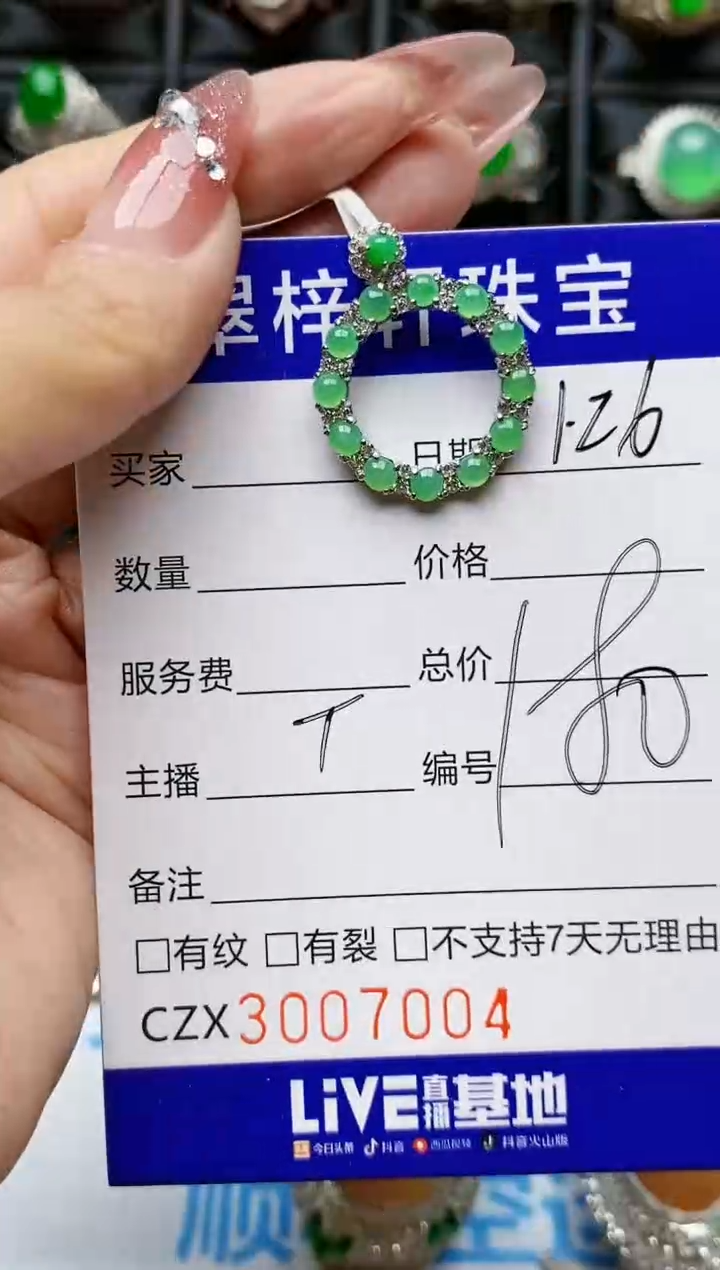 翠梓轩珠宝
买家 日期 1.26
数量 价格
服务费 总价
主播 T 编号 180
备注
□有纹 □有裂 □不支持7天无理由
CZX3007004
LiVE直播基地
今日头条 抖音 西瓜视频 抖音火山版
顺